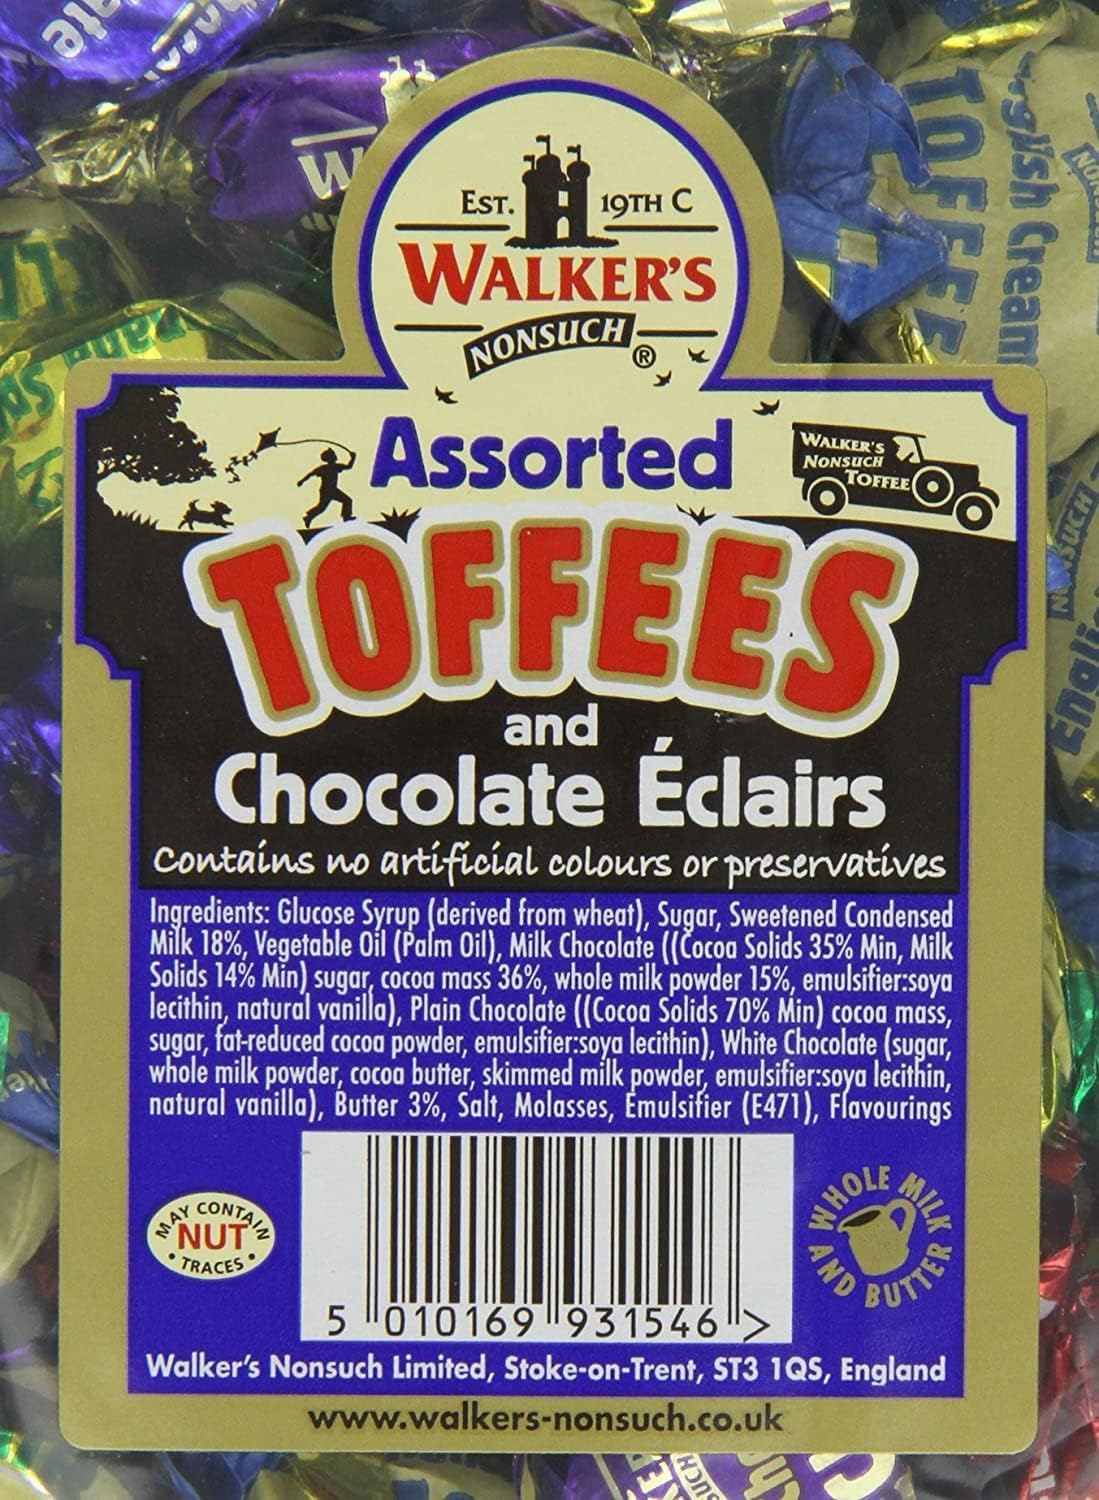 EST. 19TH C
WALKER'S
NONSUCH ®
Assorted
WALKER'S
NONSUCH
TOFFEE
TOFFEES
and
Chocolate Éclairs
Contains no artificial colours or preservatives
Ingredients: Glucose Syrup (derived from wheat), Sugar, Sweetened Condensed
Milk 18%, Vegetable Oil (Palm Oil), Milk Chocolate ((Cocoa Solids 35% Min, Milk
Solids 14% Min) sugar, cocoa mass 36%, whole milk powder 15%, emulsifier:soya
lecithin, natural vanilla), Plain Chocolate ((Cocoa Solids 70% Min) cocoa mass,
sugar, fat-reduced cocoa powder, emulsifier:soya lecithin), White Chocolate (sugar,
whole milk powder, cocoa butter, skimmed milk powder, emulsifier:soya lecithin,
natural vanilla), Butter 3%, Salt, Molasses, Emulsifier (E471), Flavourings
MAY CONTAIN
NUT
• TRACES •
WHOLE MILK
AND BUTTER
5 010169 931546 >
Walker's Nonsuch Limited, Stoke-on-Trent, ST3 1QS, England
www.walkers-nonsuch.co.uk
English Cream
TOFFEE
NONSUCH